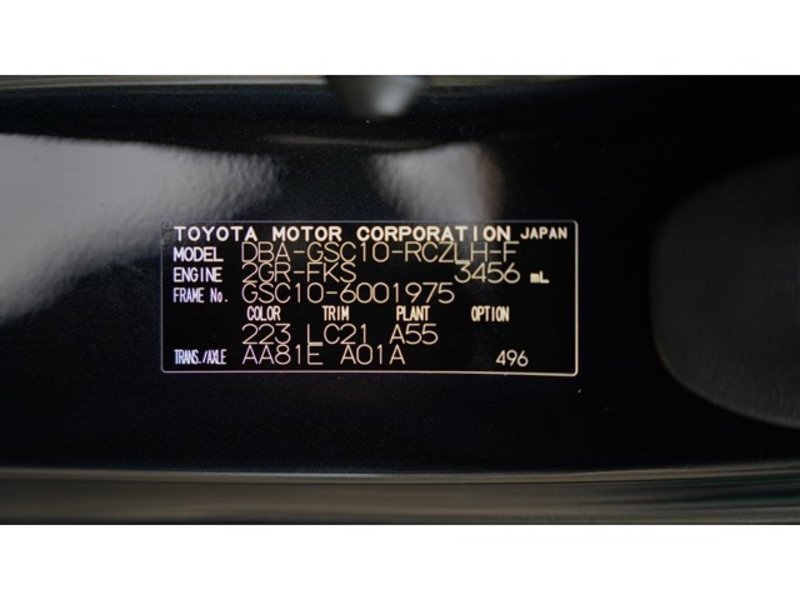 TOYOTA MOTOR CORPORATION JAPAN
MODEL DBA-GSC10-RCZLH-F
ENGINE 2GR-FKS 3456 mL
FRAME No. GSC10-6001975
COLOR TRIM PLANT OPTION
223 LC21 A55
TRANS./AXLE AA81E A01A 496